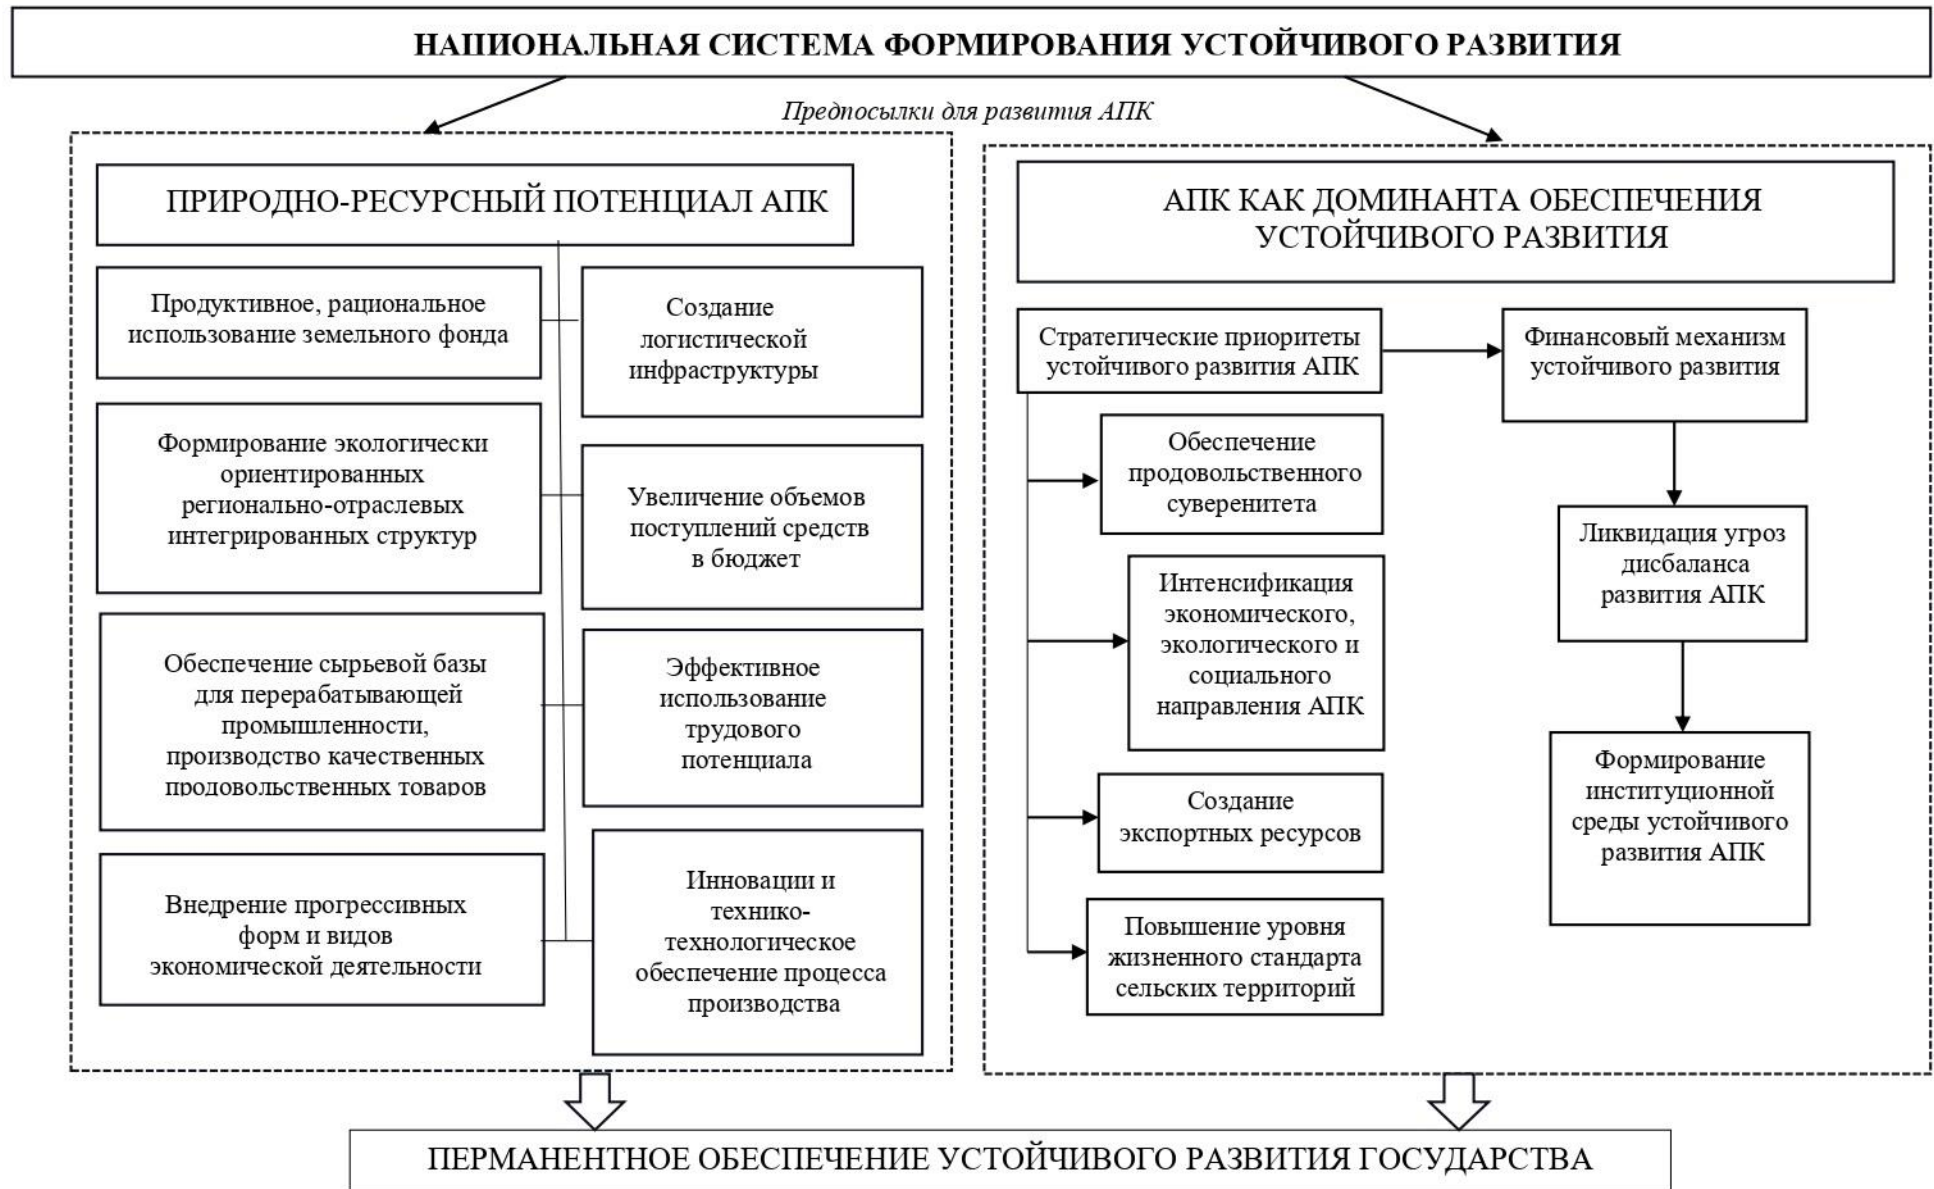 НАЦИОНАЛЬНАЯ СИСТЕМА ФОРМИРОВАНИЯ УСТОЙЧИВОГО РАЗВИТИЯ
Предпосылки для развития АПК
ПРИРОДНО-РЕСУРСНЫЙ ПОТЕНЦИАЛ АПК
Продуктивное, рациональное
использование земельного фонда
Создание
логистической
инфраструктуры
Формирование экологически
ориентированных
регионально-отраслевых
интегрированных структур
Увеличение объемов
поступлений средств
в бюджет
Обеспечение сырьевой базы
для перерабатывающей
промышленности,
производство качественных
продовольственных товаров
Эффективное
использование
трудового
потенциала
Внедрение прогрессивных
форм и видов
экономической деятельности
Инновации и
технико-
технологическое
обеспечение процесса
производства
АПК КАК ДОМИНАНТА ОБЕСПЕЧЕНИЯ
УСТОЙЧИВОГО РАЗВИТИЯ
Стратегические приоритеты
устойчивого развития АПК
Обеспечение
продовольственного
суверенитета
Интенсификация
экономического,
экологического и
социального
направления АПК
Создание
экспортных ресурсов
Повышение уровня
жизненного стандарта
сельских территорий
Финансовый механизм
устойчивого развития
Ликвидация угроз
дисбаланса
развития АПК
Формирование
институционной
среды устойчивого
развития АПК
ПЕРМАНЕНТНОЕ ОБЕСПЕЧЕНИЕ УСТОЙЧИВОГО РАЗВИТИЯ ГОСУДАРСТВА